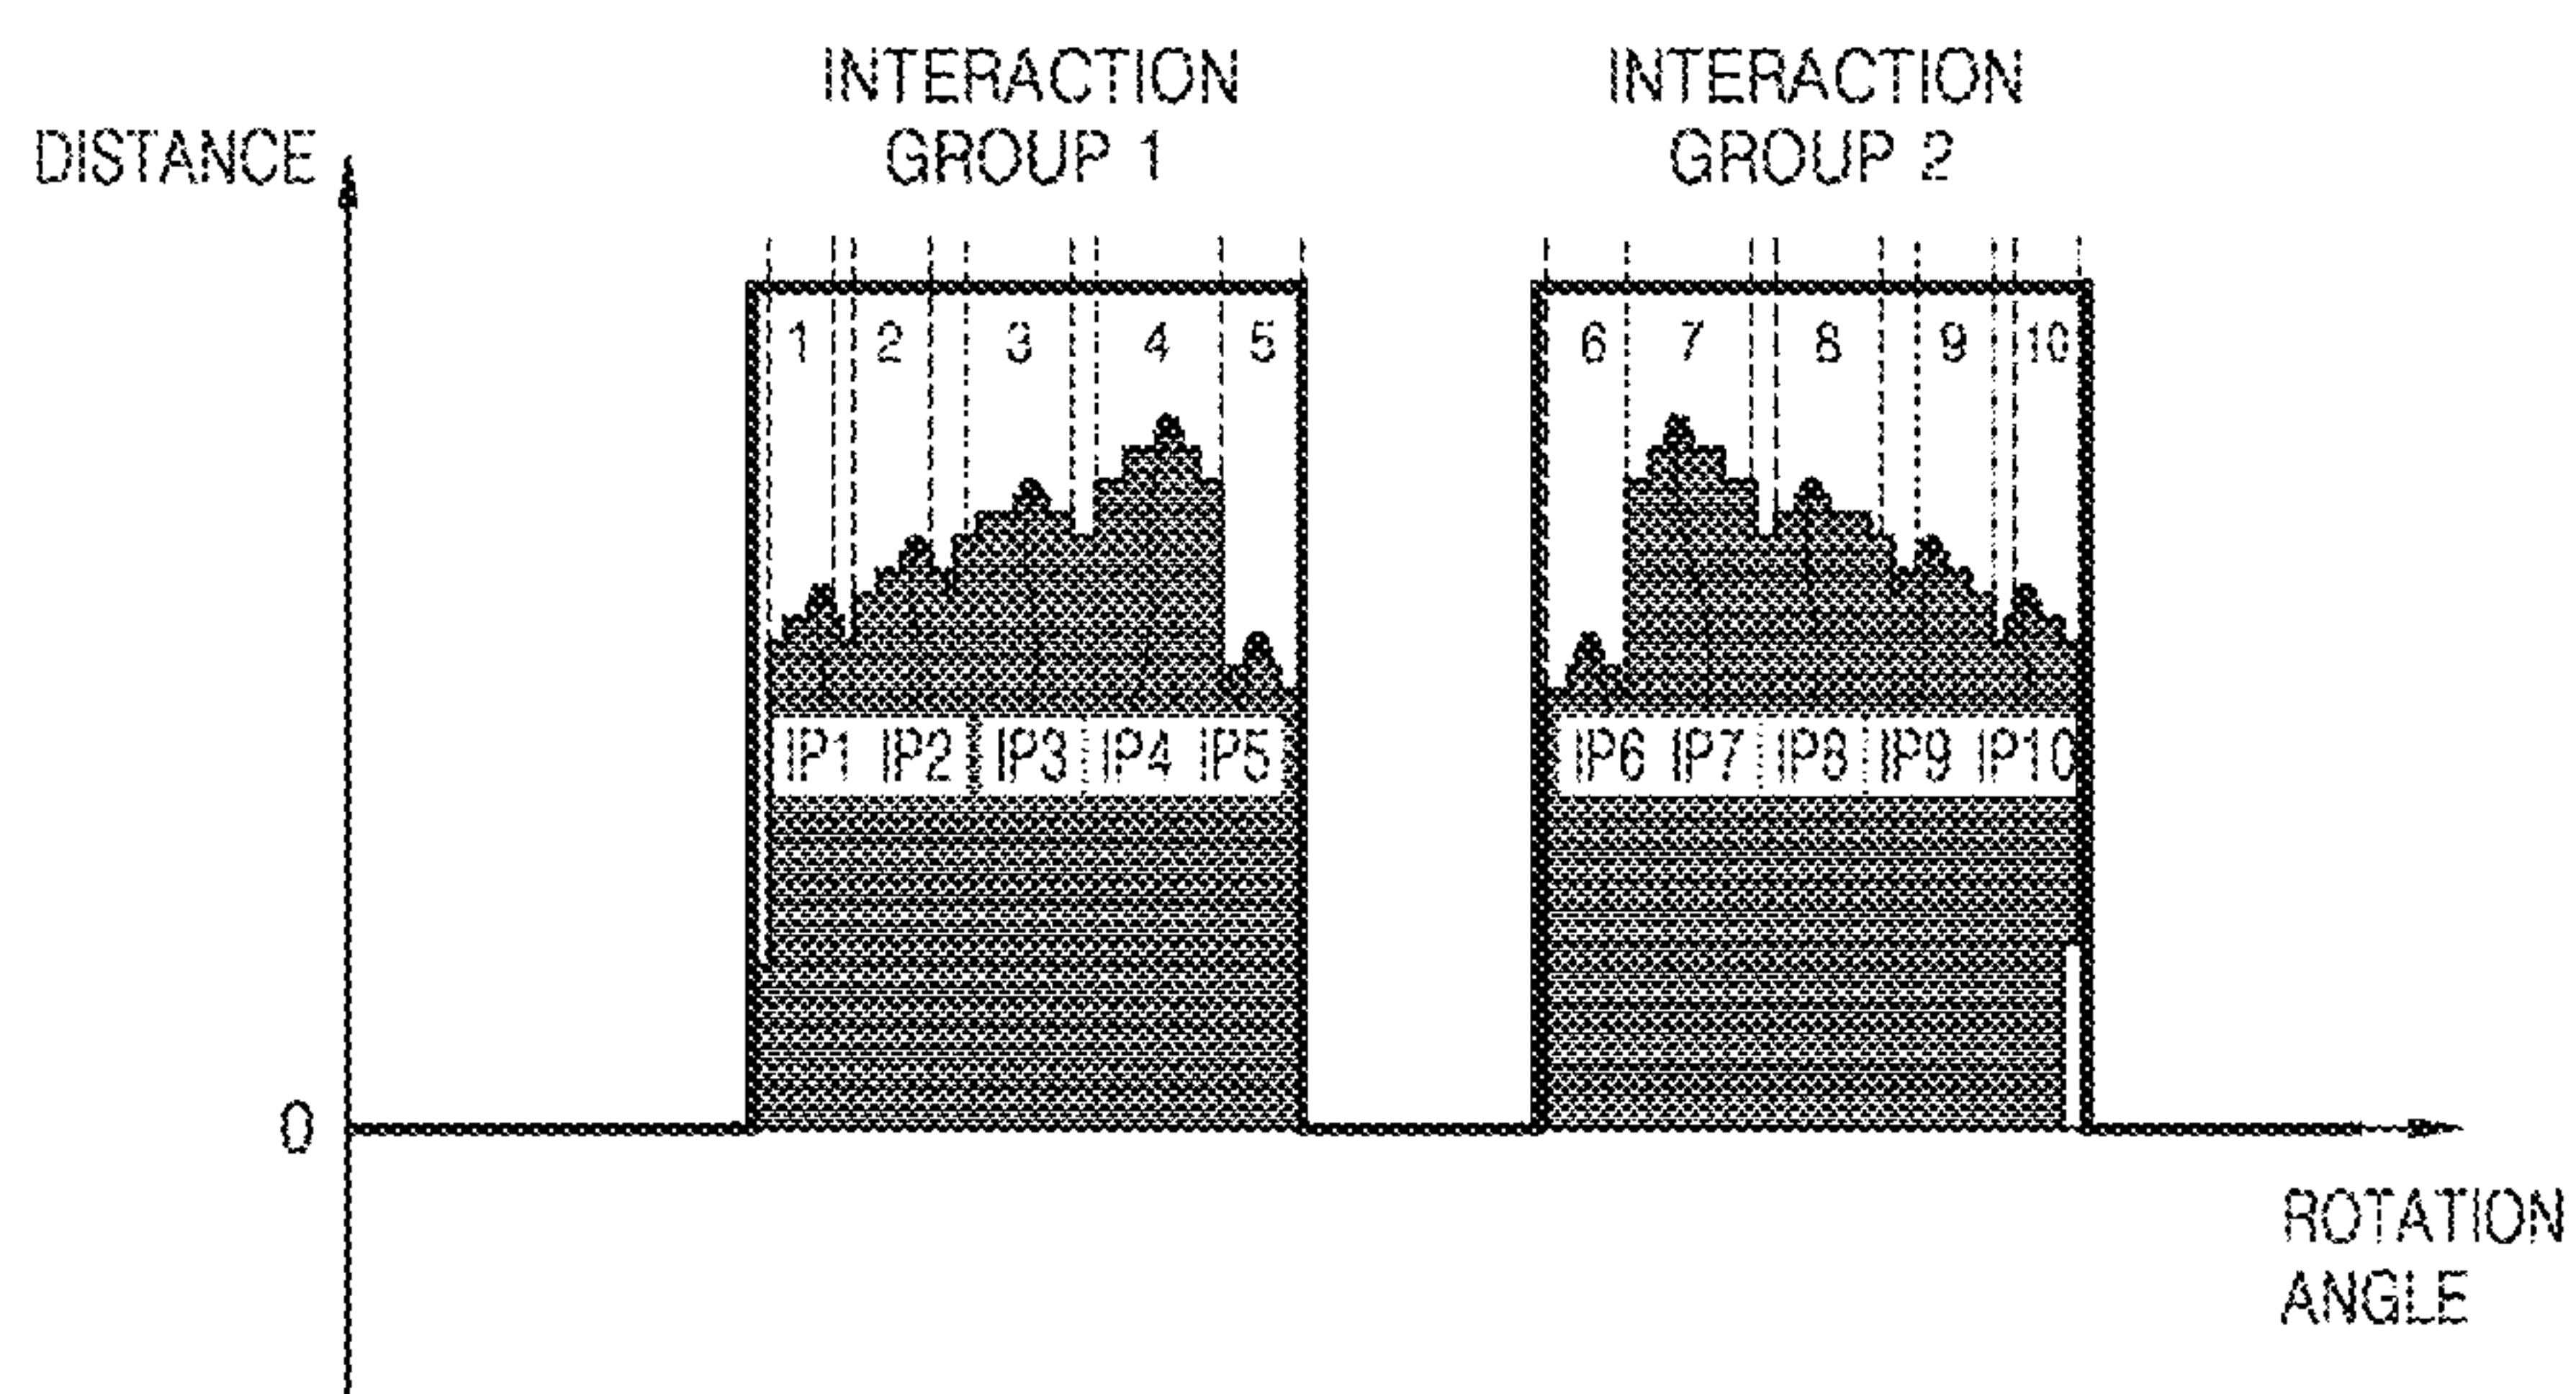 INTERACTION
GROUP 1
INTERACTION
GROUP 2
DISTANCE
1 2 3 4 5
6 7 8 9 10
IP1 IP2 IP3 IP4 IP5
IP6 IP7 IP8 IP9 IP10
0
ROTATION
ANGLE